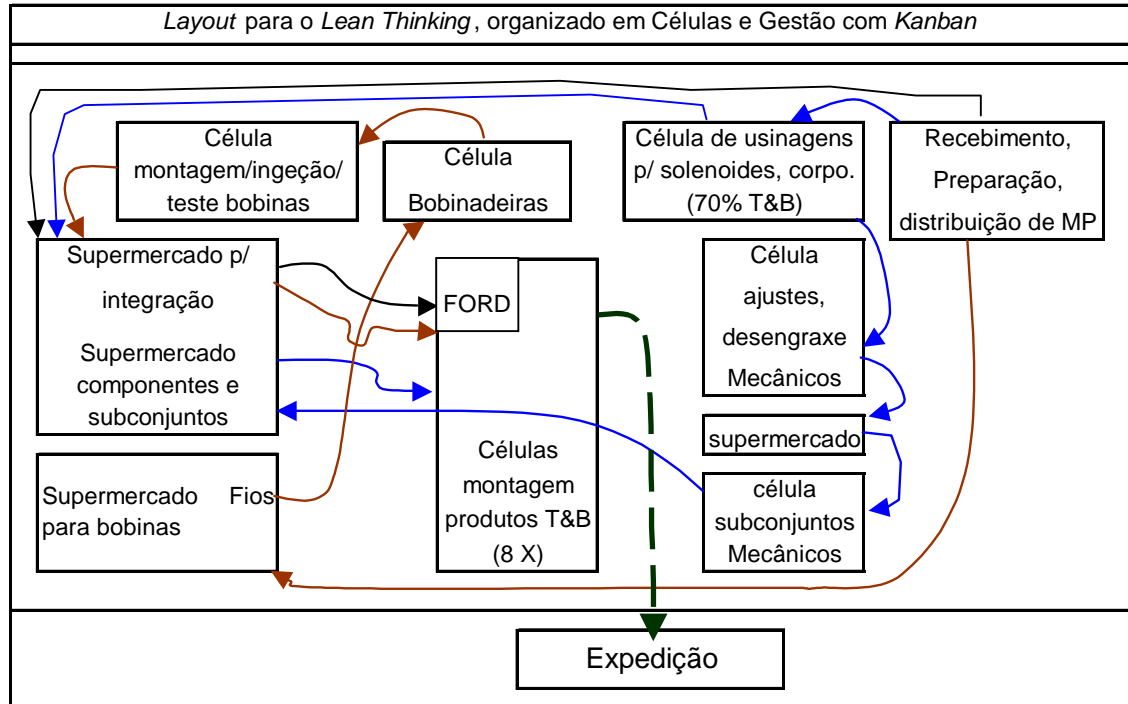 Layout para o Lean Thinking, organizado em Células e Gestão com Kanban
Célula
montagem/ingeção/
teste bobinas
Célula
Bobinadeiras
Célula de usinagens
p/ solenoides, corpo.
(70% T&B)
Recebimento,
Preparação,
distribuição de MP
Supermercado p/
integração
Supermercado
componentes e
subconjuntos
FORD
Células
montagem
produtos T&B
(8 X)
Célula
ajustes,
desengraxe
Mecânicos
supermercado
célula
subconjuntos
Mecânicos
Supermercado Fios
para bobinas
Expedição